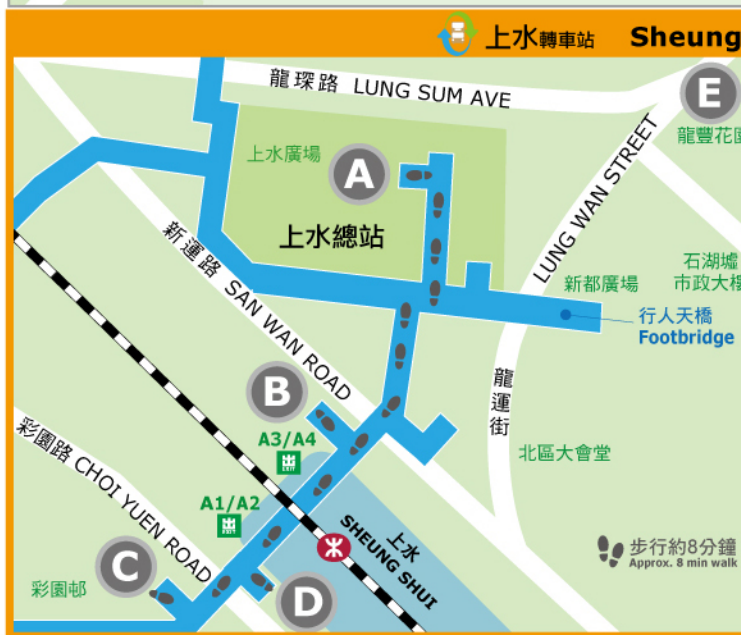 上水轉車站 Sheung
龍琛路 LUNG SUM AVE
E
龍豐花園
上水廣場
A
LUNG WAN STREET
上水總站
石湖墟
市政大樓
新都廣場
行人天橋
Footbridge
新運路 SAN WAN ROAD
B
龍運街
A3/A4
出
EXIT
北區大會堂
彩園路 CHOI YUEN ROAD
A1/A2
出
EXIT
上水
SHEUNG SHUI
步行約8分鐘
Approx. 8 min walk
C
彩園邨
D